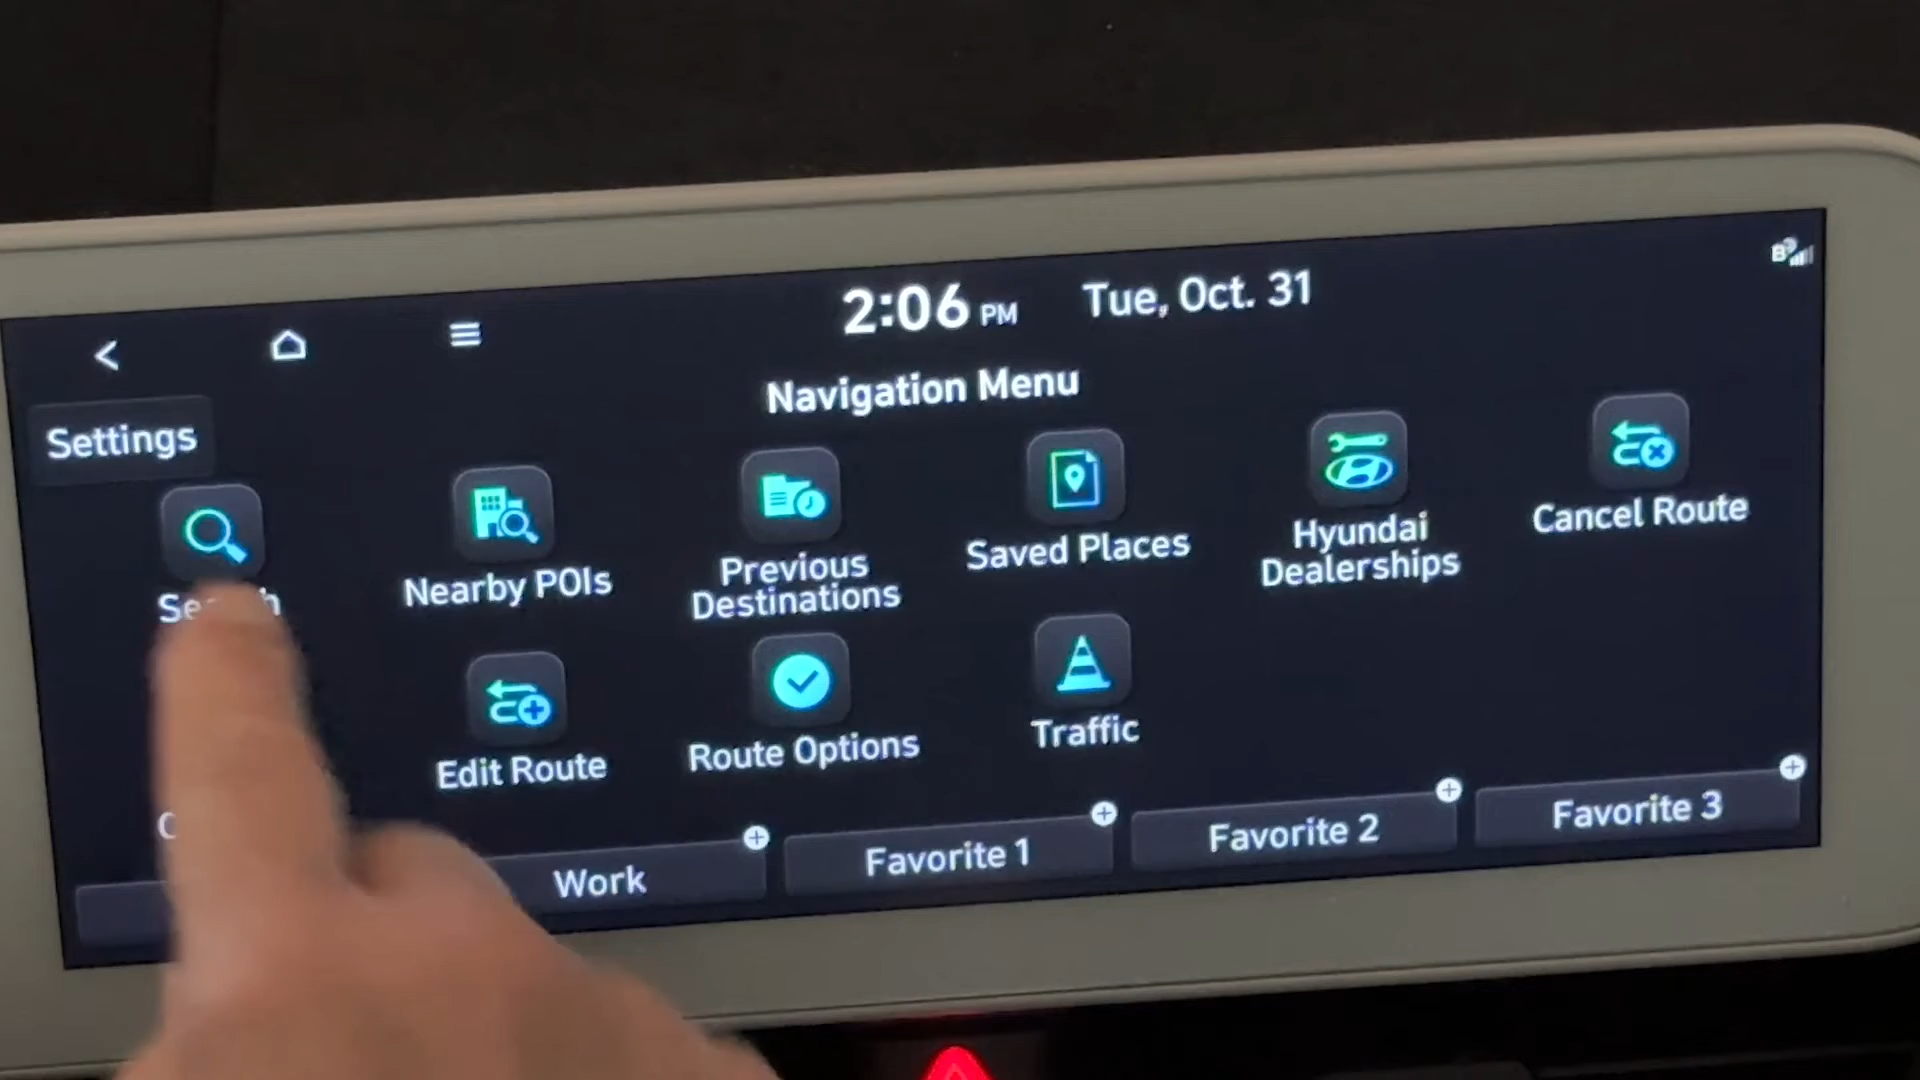 2:06 PM Tue, Oct. 31
Navigation Menu
Settings
Nearby POIs
Previous
Destinations
Saved Places
Hyundai
Dealerships
Cancel Route
Edit Route
Route Options
Traffic
Work
Favorite 1
Favorite 2
Favorite 3